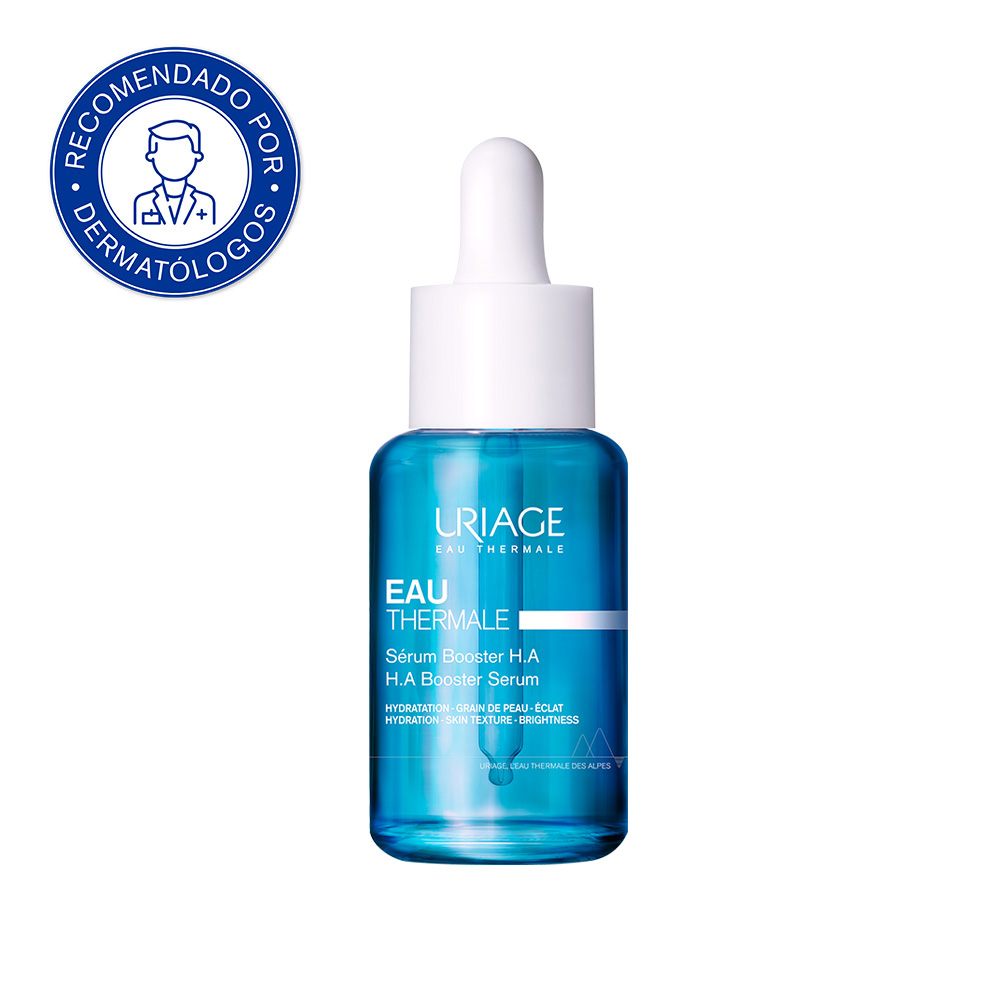 • RECOMENDADO POR •
DERMATÓLOGOS
URIAGE
EAU THERMALE
EAU
THERMALE
Sérum Booster H.A
H.A Booster Serum
HYDRATATION - GRAIN DE PEAU - ÉCLAT
HYDRATION - SKIN TEXTURE - BRIGHTNESS
URIAGE, L'EAU THERMALE DES ALPES